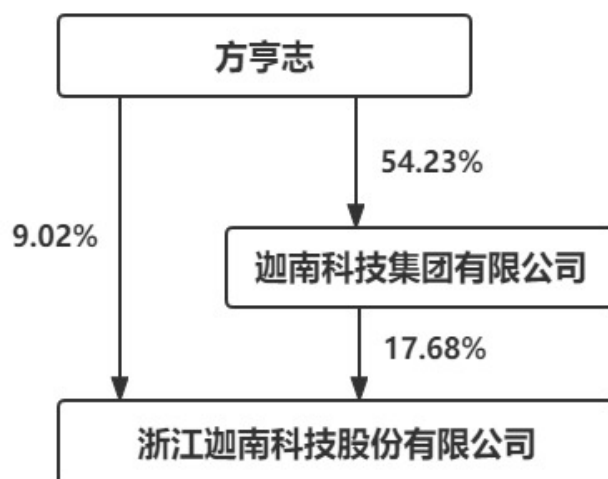 方亨志
54.23%
9.02%
迦南科技集团有限公司
17.68%
浙江迦南科技股份有限公司